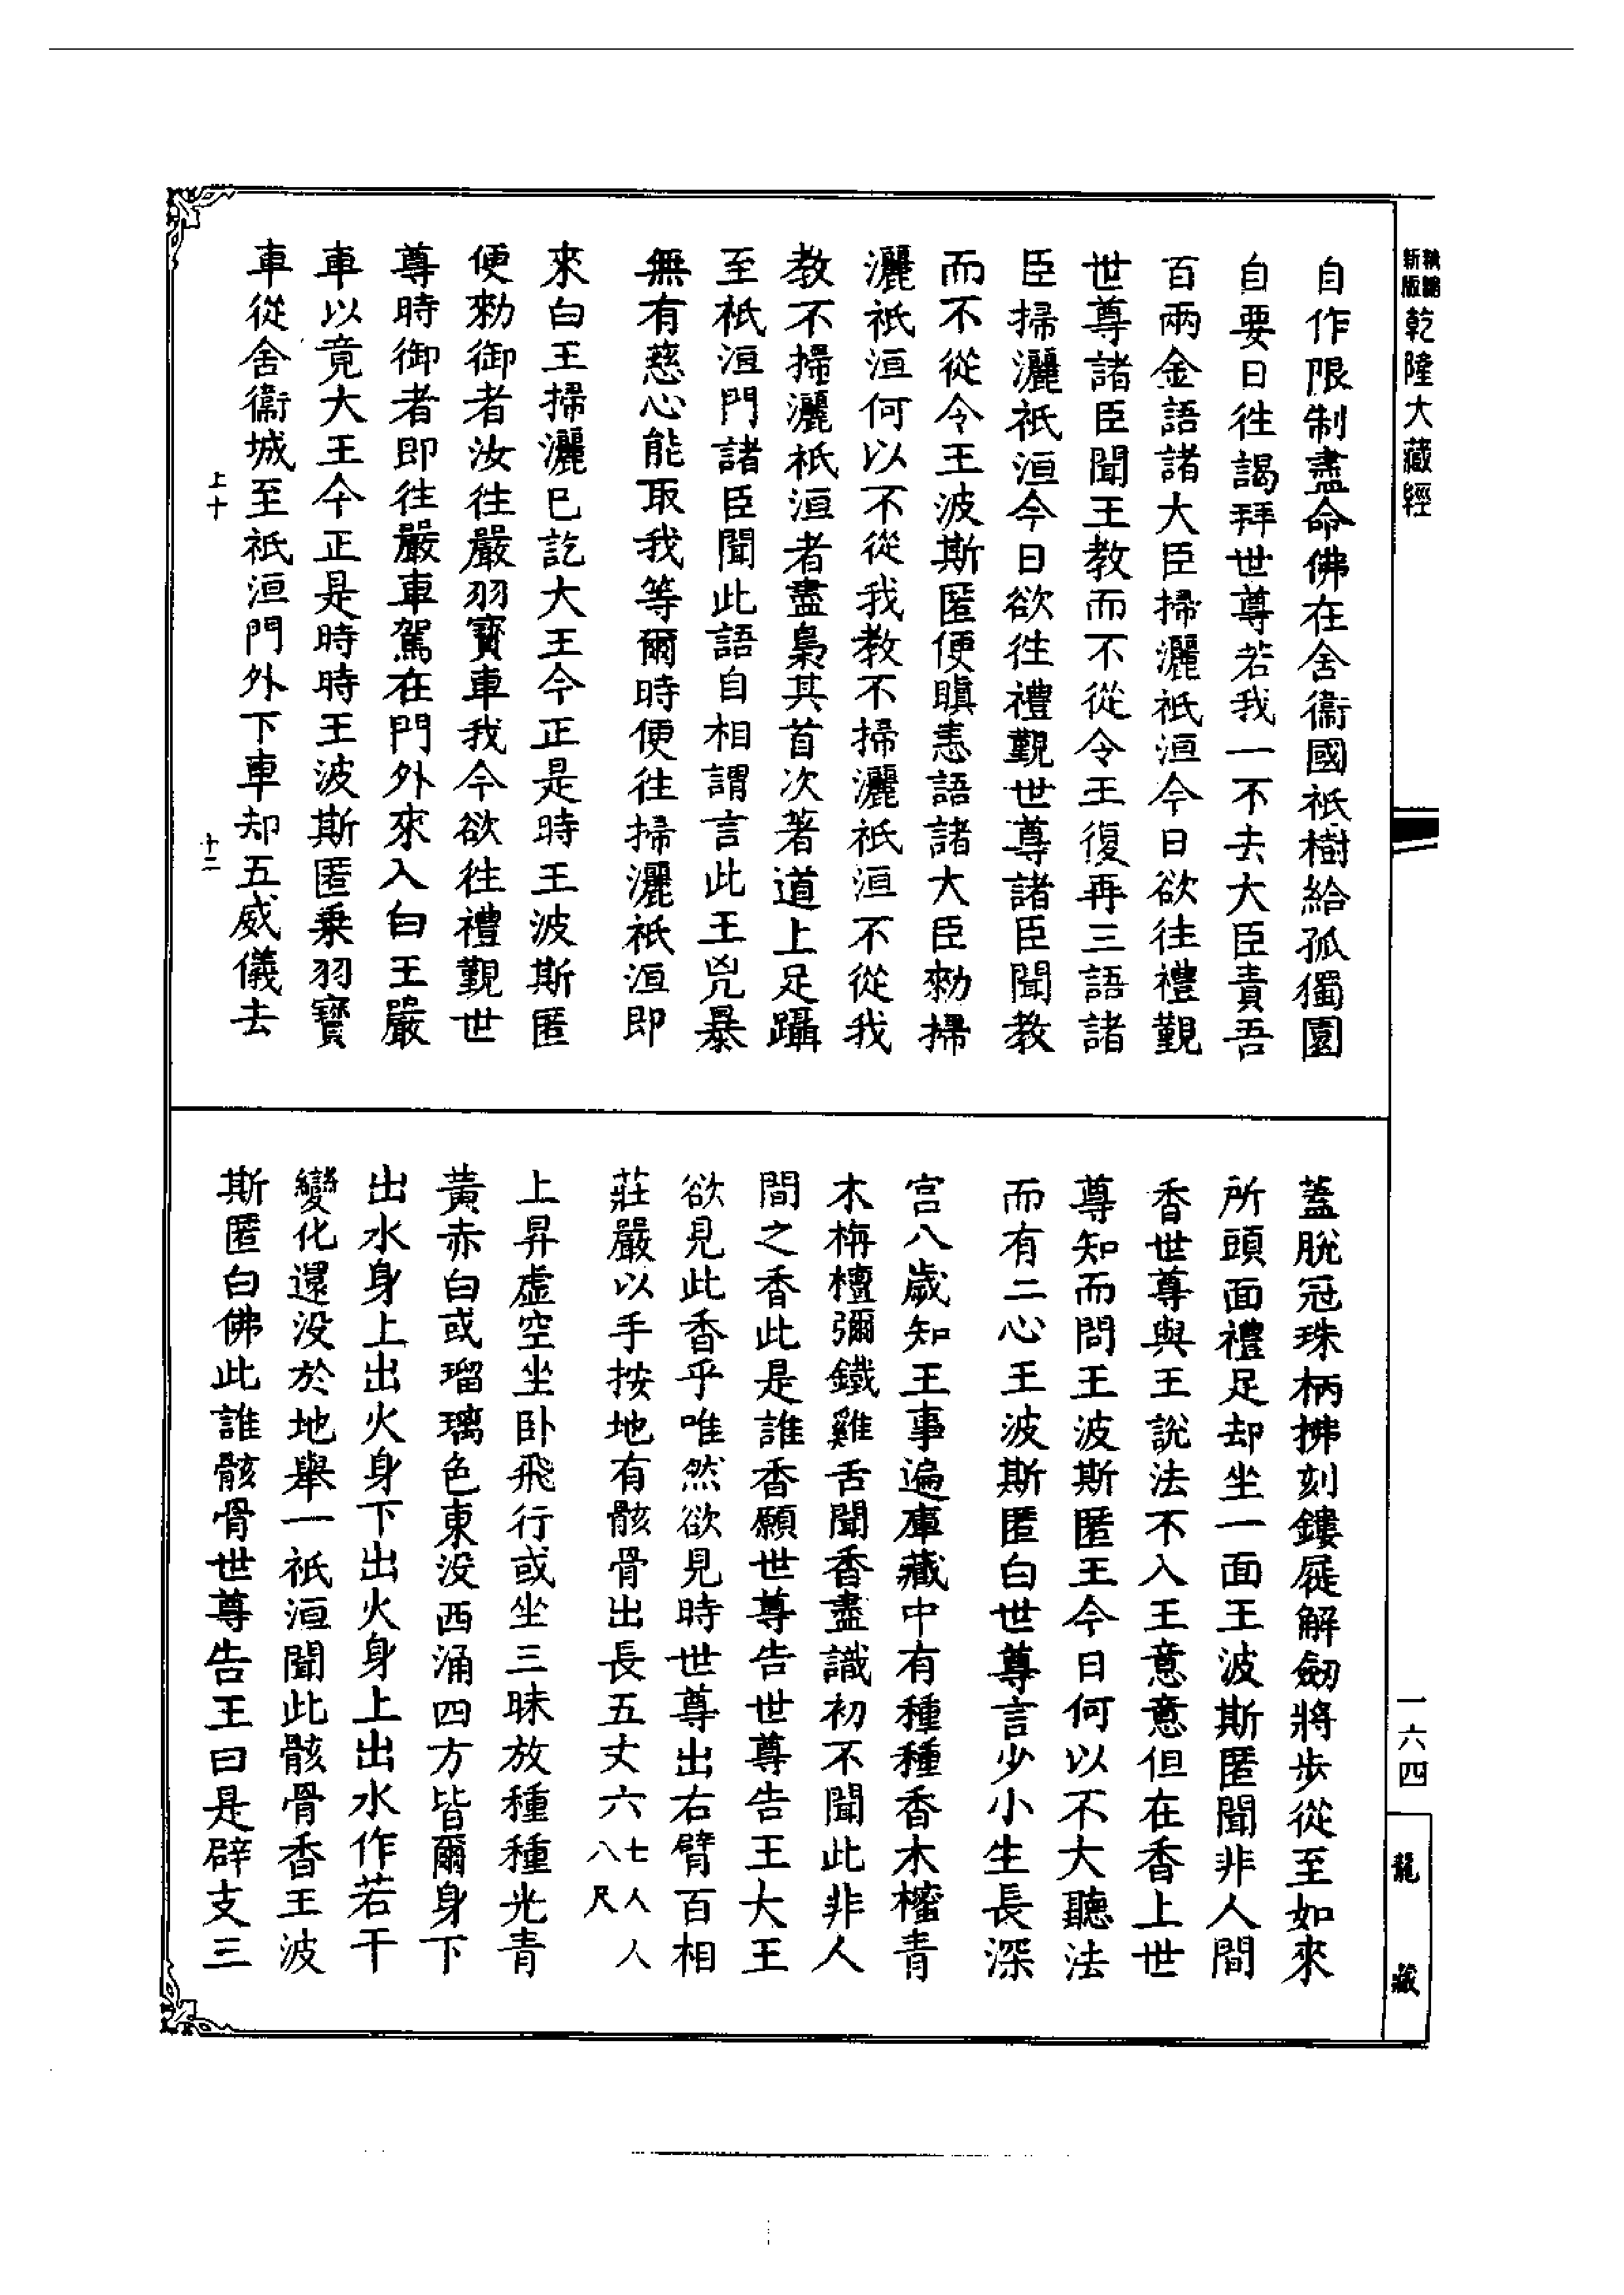 新版
乾隆大藏經
自作限制盡命佛在舍衞國祇樹給孤獨園
自要日往謁拜世尊若我一不去大臣責吾
百兩金語諸大臣掃灑祇洹今日欲往禮覲
世尊諸臣聞王教而不從令王復再三語諸
臣掃灑祇洹今日欲往禮覲世尊諸臣聞教
而不從令王波斯匿便瞋恚語諸大臣勑掃
灑祇洹何以不從我教不掃灑祇洹不從我
教不掃灑祇洹者盡梟其首次著道上足躡
至祇洹門諸臣聞此語自相謂言此王兇暴
無有慈心能取我等爾時便往掃灑祇洹即
來白王掃灑已訖大王今正是時王波斯匿
便勑御者汝往嚴羽寶車我今欲往禮覲世
尊時御者即往嚴車駕在門外來入白王嚴
車以竟大王今正是時時王波斯匿乗羽寶
車從舍衞城至祇洹門外下車却五威儀去
上十
十二
蓋脫冠珠柄拂刻鏤屣解劒將步從至如來
所頭面禮足却坐一面王波斯匿聞非人間
香世尊與王說法不入王意意但在香上世
尊知而問王波斯匿王今日何以不大聽法
而有二心王波斯匿白世尊言少小生長深
宮八歲知王事遍庫藏中有種種香木櫁青
木栴檀彌鐵雞舌聞香盡識初不聞此非人
間之香此是誰香願世尊告世尊告王大王
欲見此香乎唯然欲見時世尊出右臂百相
莊嚴以手按地有骸骨出長五丈六七人人八尺
上昇虛空坐臥飛行或坐三昧放種種光青
黃赤白或瑠璃色東没西涌四方皆爾身下
出水身上出火身下出火身上出水作若干
變化還没於地舉一祇洹聞此骸骨香王波
斯匿白佛此誰骸骨世尊告王曰是辟支三
一六四
龍藏